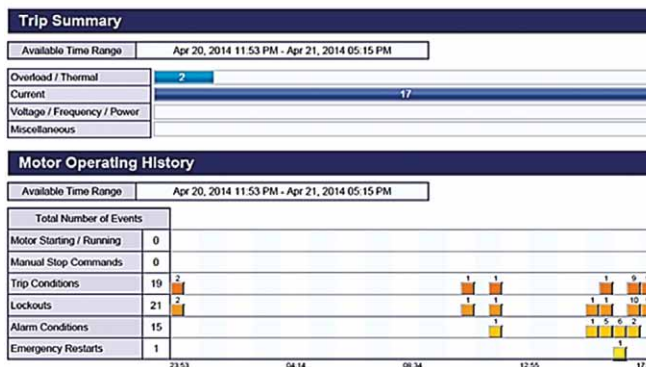 Trip Summary
Available Time Range Apr 20, 2014 11:53 PM - Apr 21, 2014 05:15 PM
Overload / Thermal 2
Current 17
Voltage / Frequency / Power
Miscellaneous
Motor Operating History
Available Time Range Apr 20, 2014 11:53 PM - Apr 21, 2014 05:15 PM
Total Number of Events
Motor Starting / Running 0
Manual Stop Commands 0
Trip Conditions 19 2 1 1 1 9
Lockouts 21 2 1 1 1 1 10
Alarm Conditions 15 1 1 5 6 2
Emergency Restarts 1 1
23:53 04:14 08:34 12:55 17